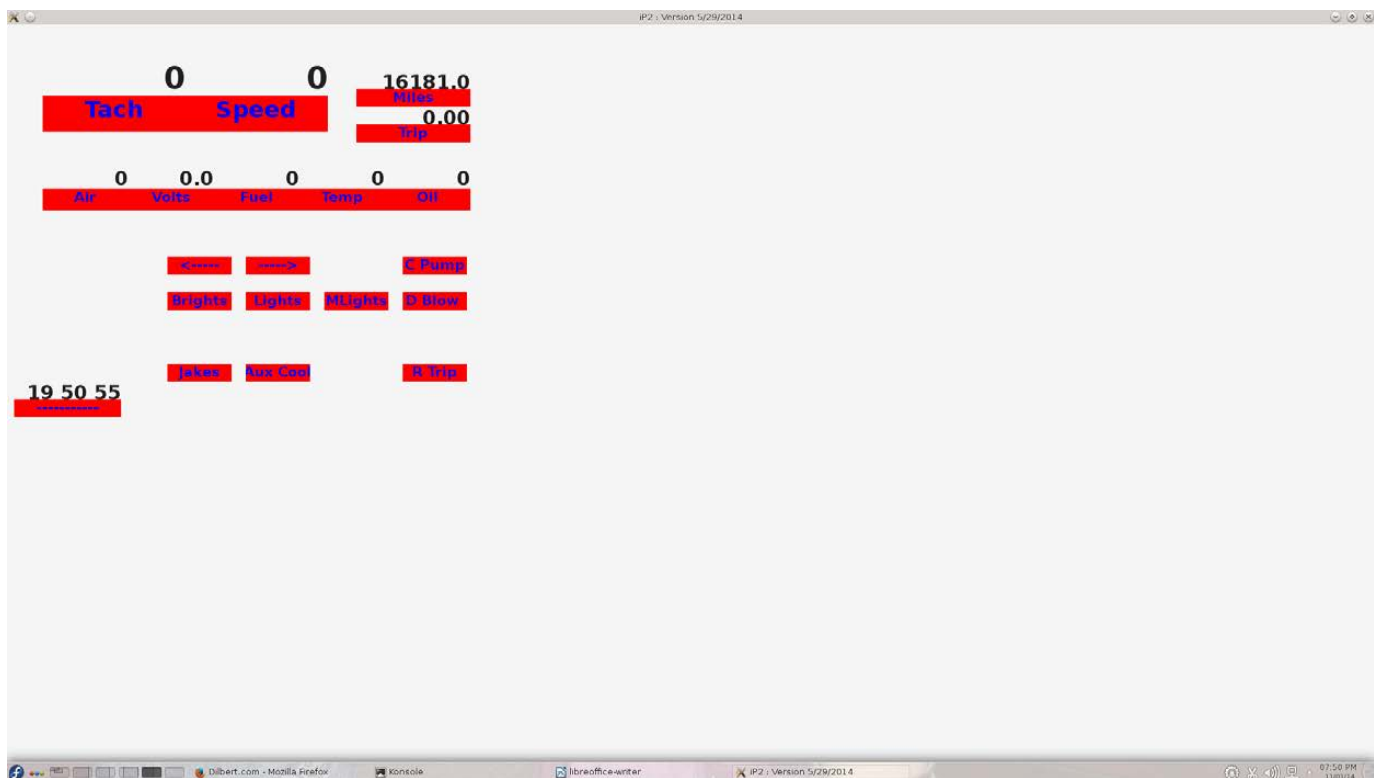 iP2 : Version 5/29/2014
0 0 16181.0
Tach Speed Miles
0.00
Trip
0 0.0 0 0 0
Air Volts Fuel Temp Oil
<----- -----> C Pump
Brights Lights MLights D Blow
Jakes Aux Cool R Trip
19 50 55
-----------
Dilbert.com - Mozilla Firefox Konsole libreoffice-writer iP2 : Version 5/29/2014 07:50 PM